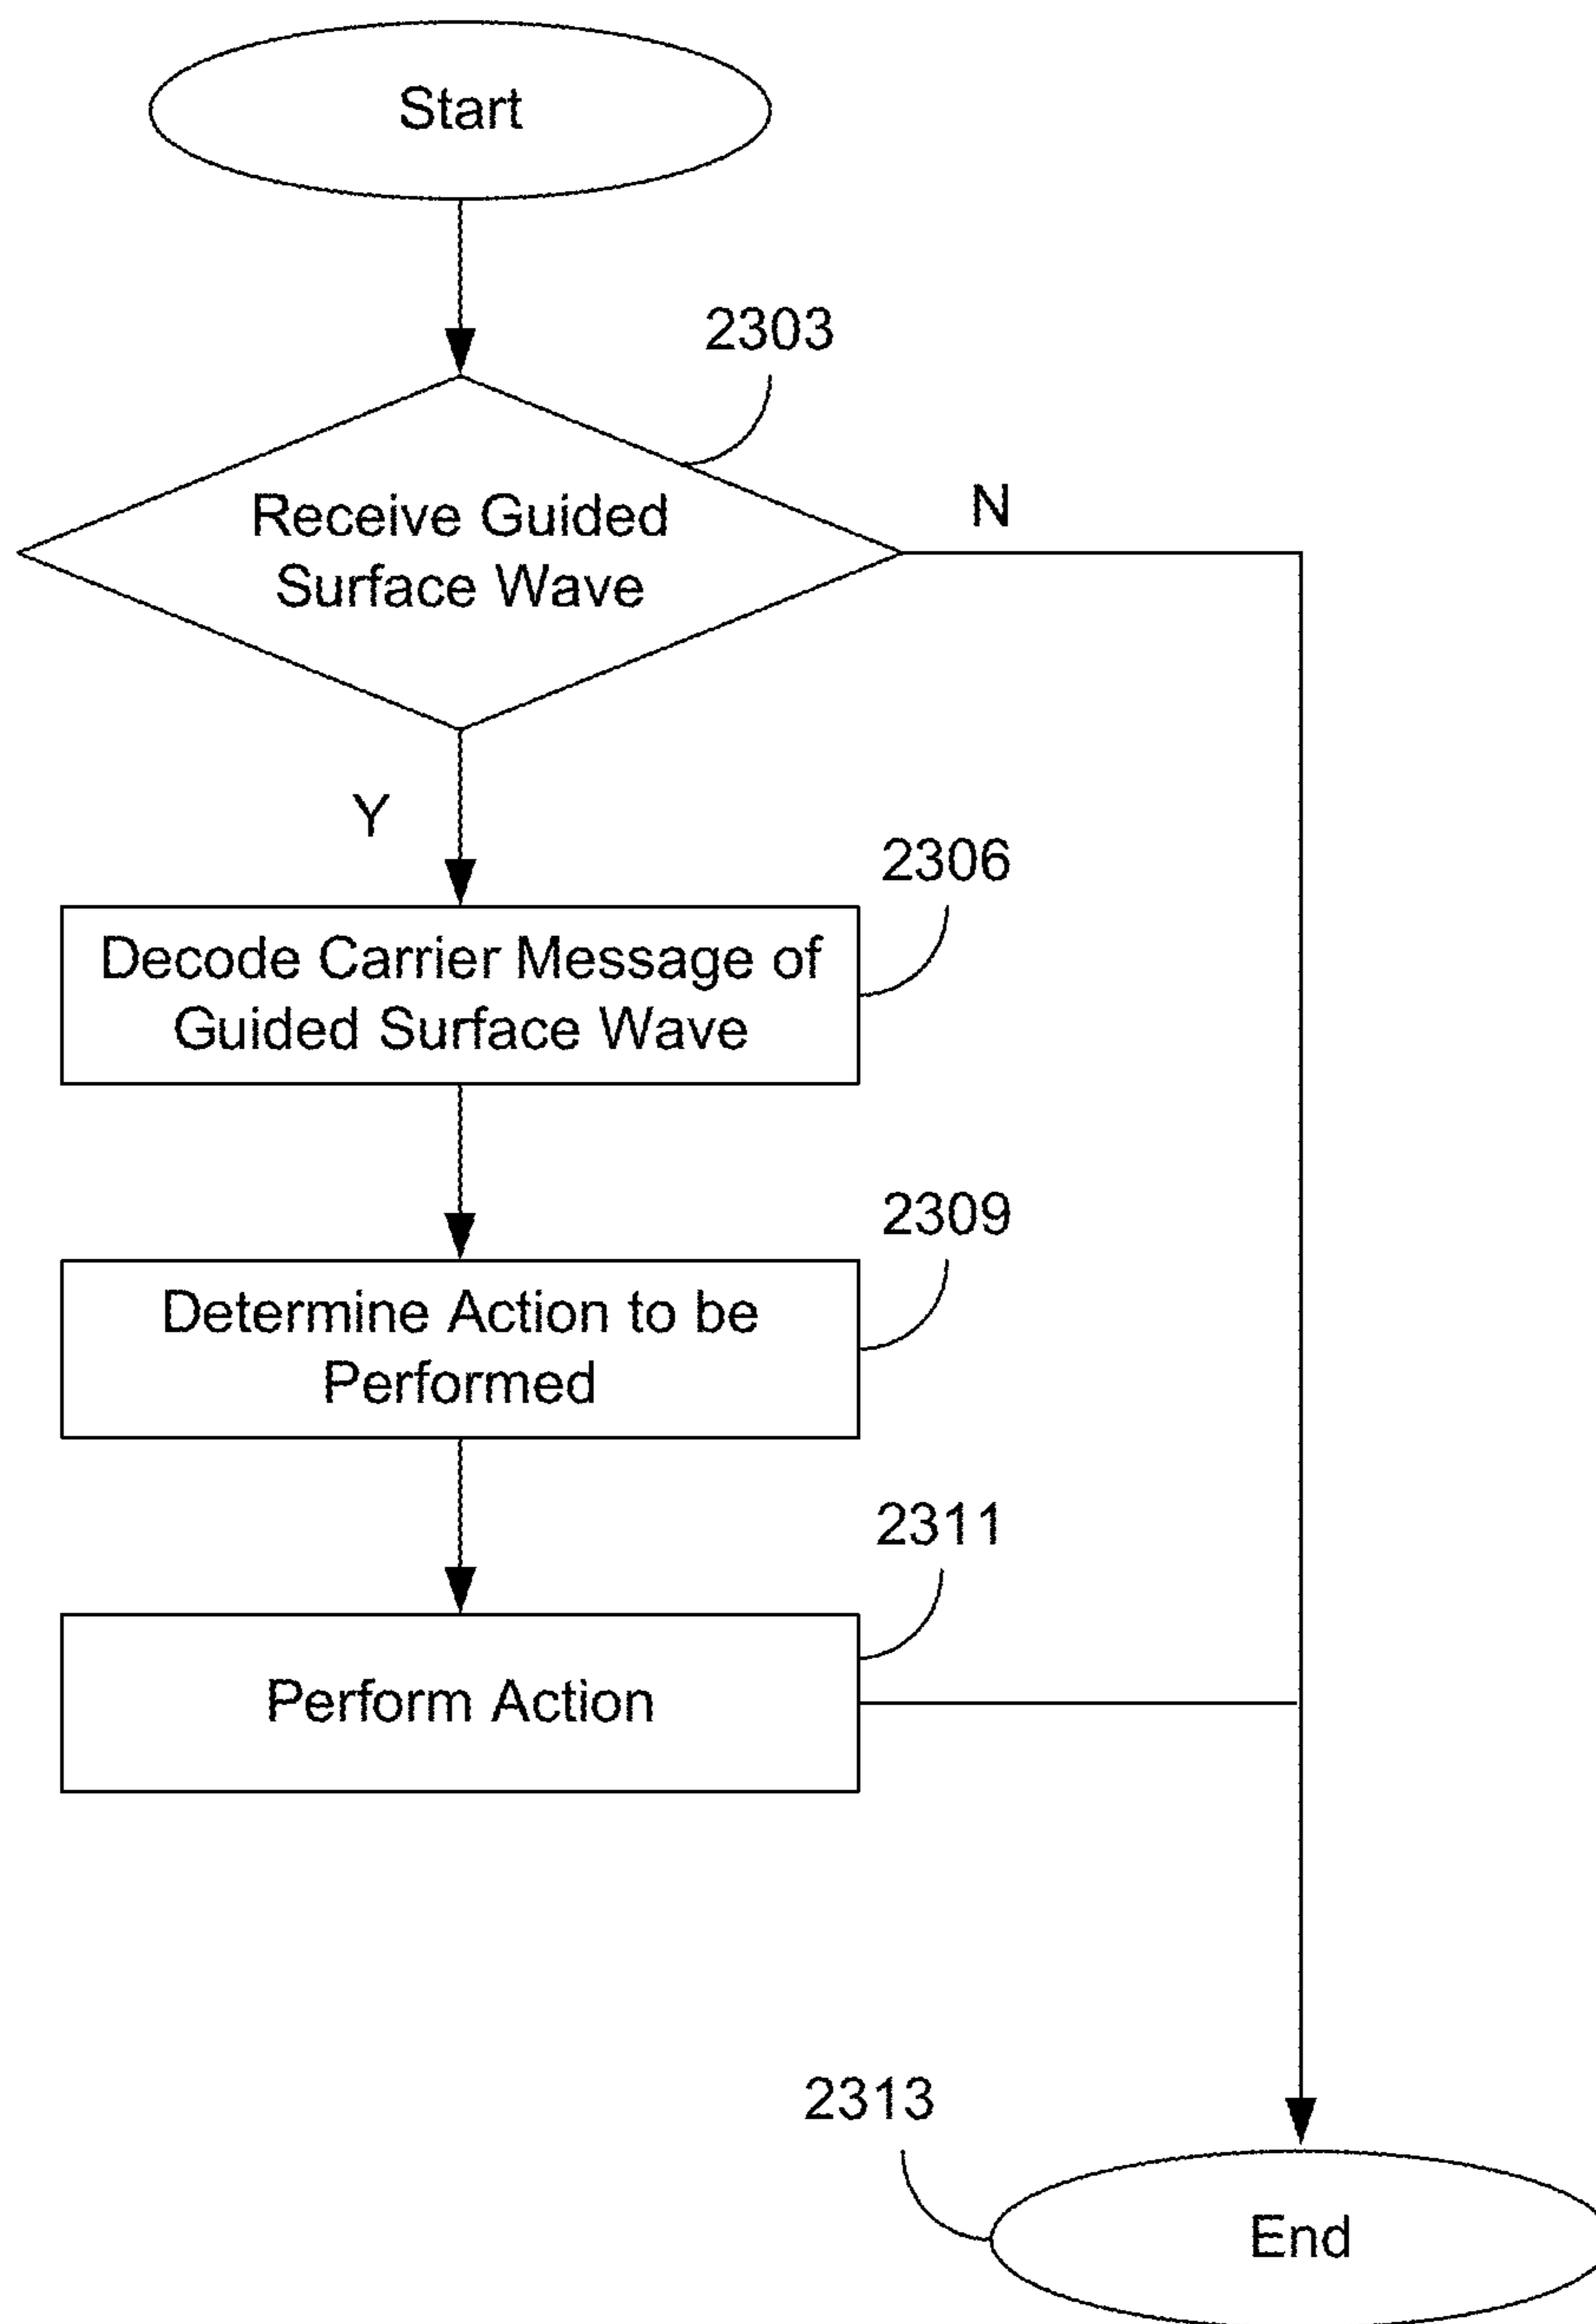 Start
2303
Receive Guided
Surface Wave
N
Y
2306
Decode Carrier Message of
Guided Surface Wave
2309
Determine Action to be
Performed
2311
Perform Action
2313
End